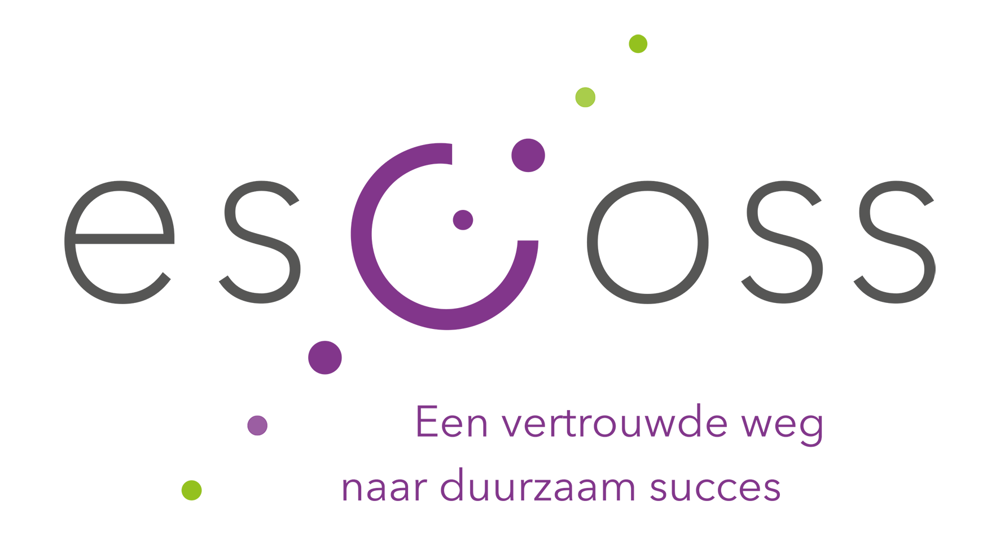 escoss
Een vertrouwde weg
naar duurzaam succes